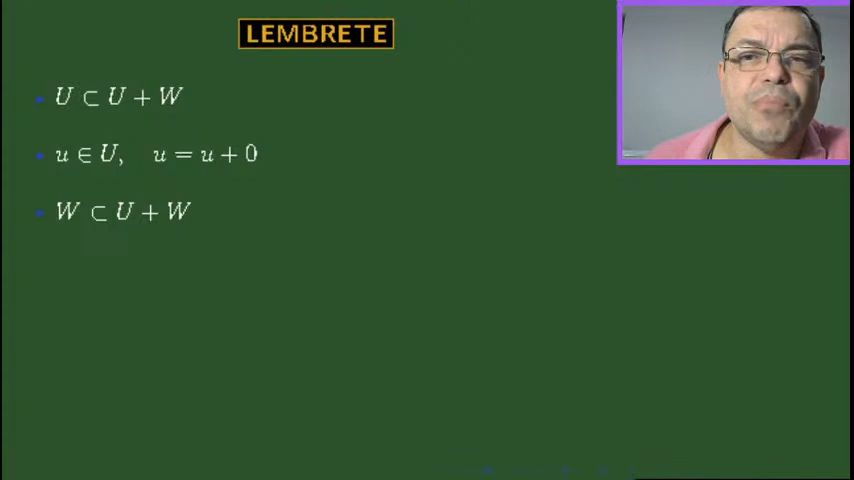 LEMBRETE
U ⊂ U + W
u ∈ U, u = u + 0
W ⊂ U + W